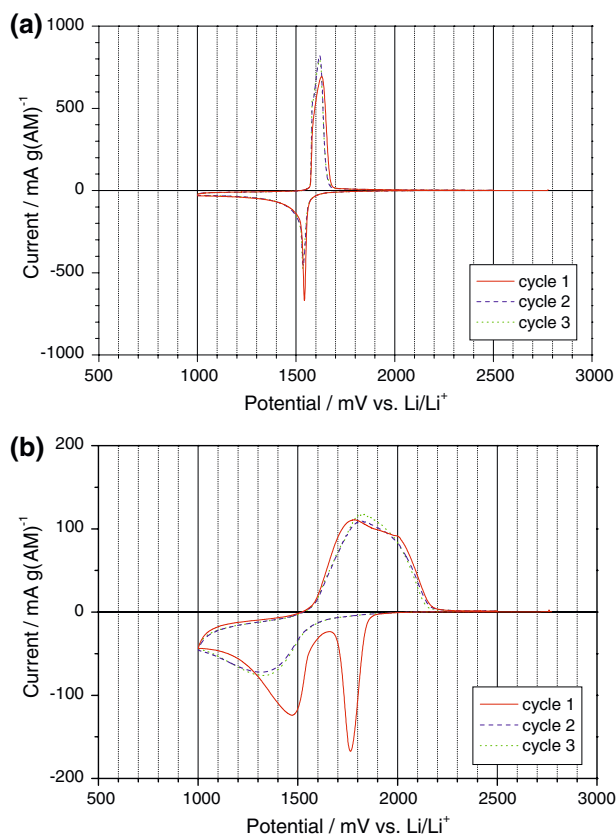 (a)
1000
500
0
-500
-1000
Current / mA g(AM)⁻¹
cycle 1
cycle 2
cycle 3
500 1000 1500 2000 2500 3000
Potential / mV vs. Li/Li⁺
(b)
200
100
0
-100
-200
Current / mA g(AM)⁻¹
cycle 1
cycle 2
cycle 3
500 1000 1500 2000 2500 3000
Potential / mV vs. Li/Li⁺